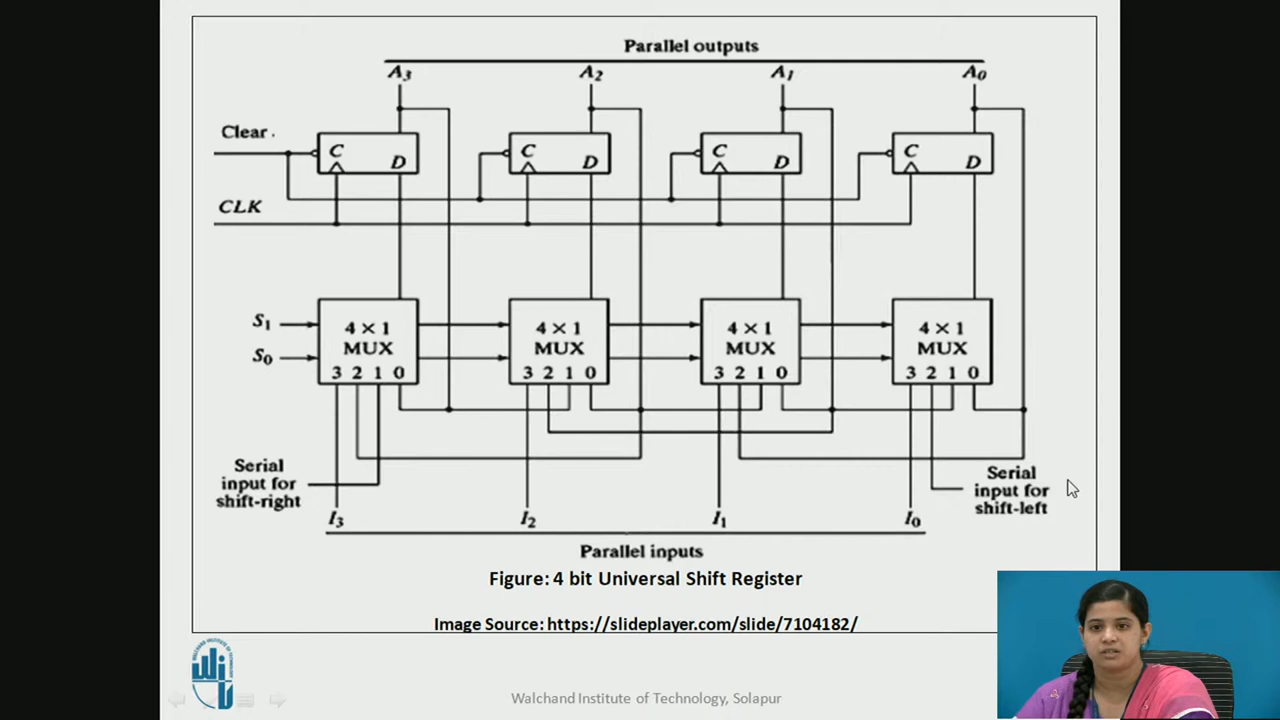 Parallel outputs
A3 A2 A1 A0
Clear
C D C D C D C D
CLK
S1
S0
4 × 1 MUX 4 × 1 MUX 4 × 1 MUX 4 × 1 MUX
3 2 1 0 3 2 1 0 3 2 1 0 3 2 1 0
Serial
input for
shift-right
Serial
input for
shift-left
I3 I2 I1 I0
Parallel inputs
Figure: 4 bit Universal Shift Register
Image Source: https://slideplayer.com/slide/7104182/
Walchand Institute of Technology, Solapur